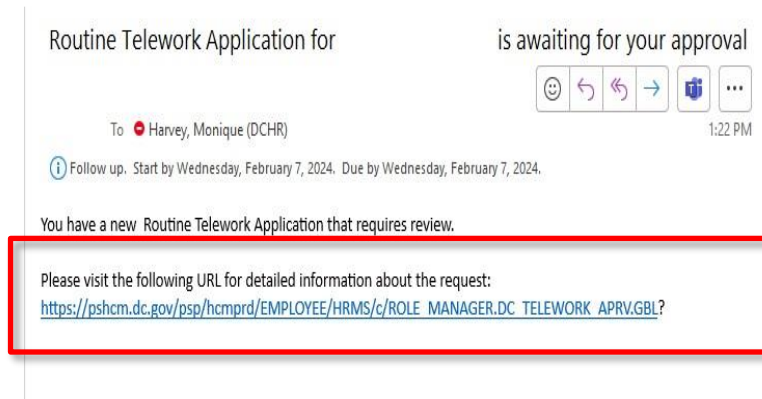 Routine Telework Application for is awaiting for your approval
To Harvey, Monique (DCHR)
1:22 PM
Follow up. Start by Wednesday, February 7, 2024. Due by Wednesday, February 7, 2024.
You have a new Routine Telework Application that requires review.
Please visit the following URL for detailed information about the request:
https://pshcm.dc.gov/psp/hcmprd/EMPLOYEE/HRMS/c/ROLE_MANAGER.DC_TELEWORK_APRV.GBL?